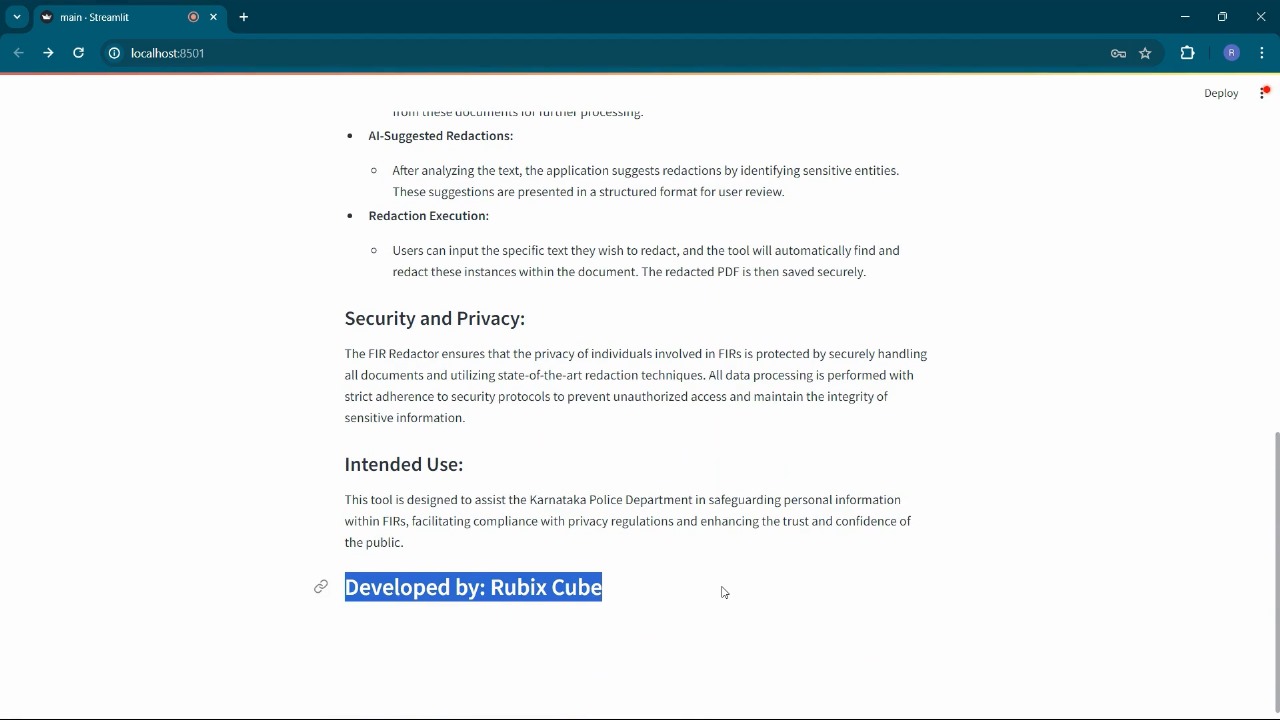 main · Streamlit
localhost:8501
R
Deploy
from these documents for further processing.
• AI-Suggested Redactions:
After analyzing the text, the application suggests redactions by identifying sensitive entities.
These suggestions are presented in a structured format for user review.
• Redaction Execution:
Users can input the specific text they wish to redact, and the tool will automatically find and
redact these instances within the document. The redacted PDF is then saved securely.
Security and Privacy:
The FIR Redactor ensures that the privacy of individuals involved in FIRs is protected by securely handling
all documents and utilizing state-of-the-art redaction techniques. All data processing is performed with
strict adherence to security protocols to prevent unauthorized access and maintain the integrity of
sensitive information.
Intended Use:
This tool is designed to assist the Karnataka Police Department in safeguarding personal information
within FIRs, facilitating compliance with privacy regulations and enhancing the trust and confidence of
the public.
Developed by: Rubix Cube